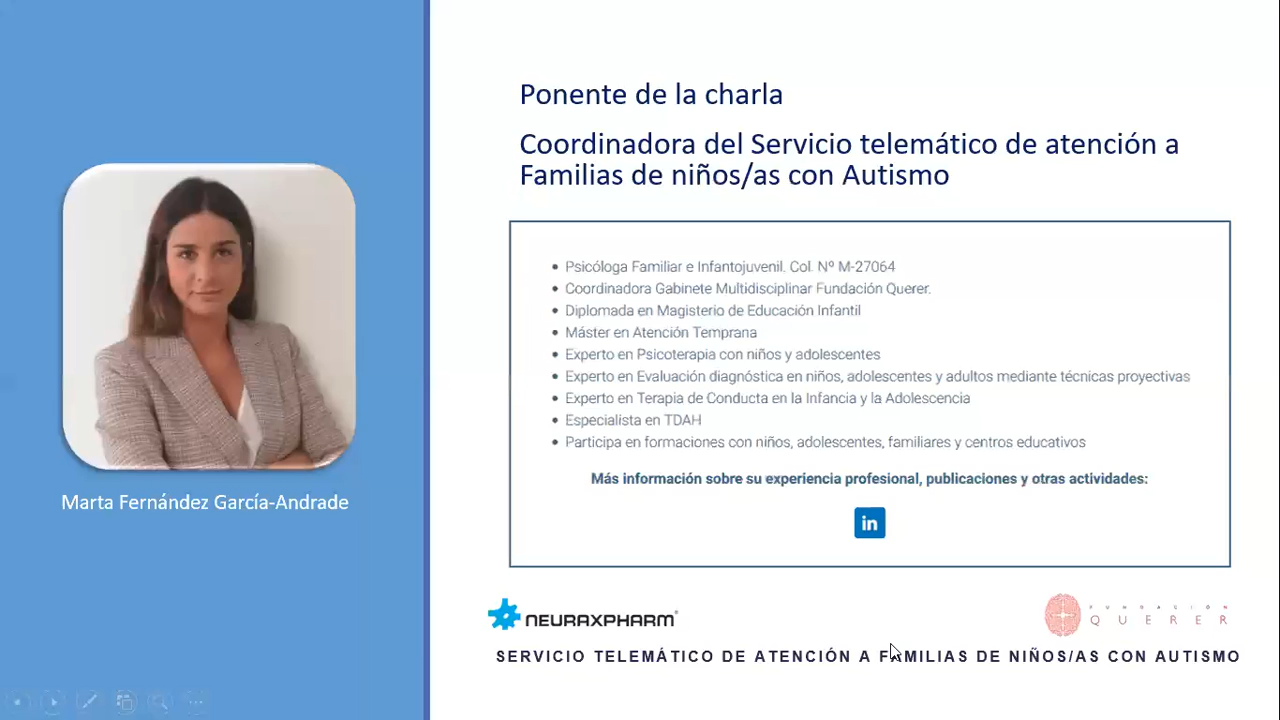 Ponente de la charla
Coordinadora del Servicio telemático de atención a
Familias de niños/as con Autismo
• Psicóloga Familiar e Infantojuvenil. Col. Nº M-27064
• Coordinadora Gabinete Multidisciplinar Fundación Querer.
• Diplomada en Magisterio de Educación Infantil
• Máster en Atención Temprana
• Experto en Psicoterapia con niños y adolescentes
• Experto en Evaluación diagnóstica en niños, adolescentes y adultos mediante técnicas proyectivas
• Experto en Terapia de Conducta en la Infancia y la Adolescencia
• Especialista en TDAH
• Participa en formaciones con niños, adolescentes, familiares y centros educativos
Más información sobre su experiencia profesional, publicaciones y otras actividades:
in
Marta Fernández García-Andrade
NEURAXPHARM®
FUNDACIÓN
QUERER
SERVICIO TELEMÁTICO DE ATENCIÓN A FAMILIAS DE NIÑOS/AS CON AUTISMO